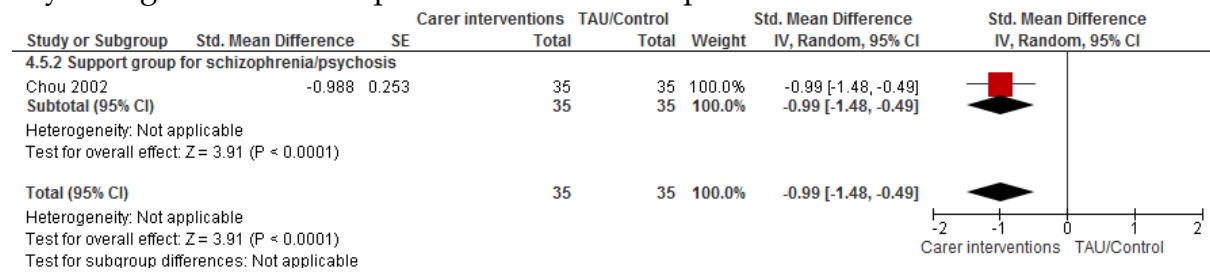 Carer interventions TAU/Control Std. Mean Difference Std. Mean Difference
Study or Subgroup Std. Mean Difference SE Total Total Weight IV, Random, 95% CI IV, Random, 95% CI
4.5.2 Support group for schizophrenia/psychosis
Chou 2002 -0.988 0.253 35 35 100.0% -0.99 [-1.48, -0.49]
Subtotal (95% CI) 35 35 100.0% -0.99 [-1.48, -0.49]
Heterogeneity: Not applicable
Test for overall effect: Z = 3.91 (P < 0.0001)
Total (95% CI) 35 35 100.0% -0.99 [-1.48, -0.49]
Heterogeneity: Not applicable
Test for overall effect: Z = 3.91 (P < 0.0001)
Test for subgroup differences: Not applicable
-2 -1 0 1 2
Carer interventions TAU/Control